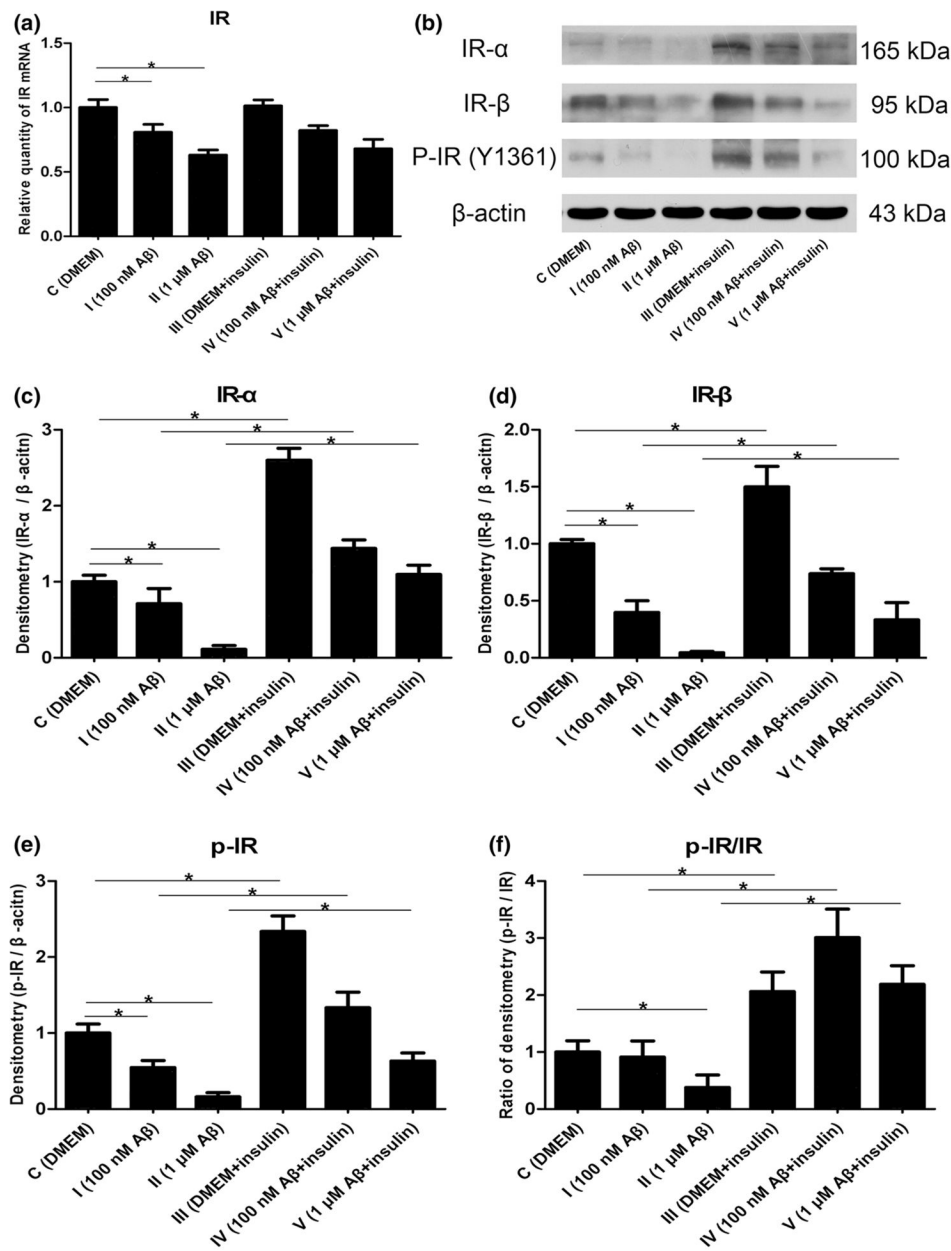 (a)
IR
Relative quantity of IR mRNA
1.5
1.0
0.5
0.0
*
*
C (DMEM)
I (100 nM Aβ)
II (1 µM Aβ)
III (DMEM+insulin)
IV (100 nM Aβ+insulin)
V (1 µM Aβ+insulin)
(b)
IR-α 165 kDa
IR-β 95 kDa
P-IR (Y1361) 100 kDa
β-actin 43 kDa
C (DMEM)
I (100 nM Aβ)
II (1 µM Aβ)
III (DMEM+insulin)
IV (100 nM Aβ+insulin)
V (1 µM Aβ+insulin)
(c)
IR-α
Densitometry (IR-α / β -acitn)
3
2
1
0
*
*
*
*
*
C (DMEM)
I (100 nM Aβ)
II (1 µM Aβ)
III (DMEM+insulin)
IV (100 nM Aβ+insulin)
V (1 µM Aβ+insulin)
(d)
IR-β
Densitometry (IR-β / β -acitn)
2.0
1.5
1.0
0.5
0.0
*
*
*
*
*
C (DMEM)
I (100 nM Aβ)
II (1 µM Aβ)
III (DMEM+insulin)
IV (100 nM Aβ+insulin)
V (1 µM Aβ+insulin)
(e)
p-IR
Densitometry (p-IR / β -acitn)
3
2
1
0
*
*
*
*
*
C (DMEM)
I (100 nM Aβ)
II (1 µM Aβ)
III (DMEM+insulin)
IV (100 nM Aβ+insulin)
V (1 µM Aβ+insulin)
(f)
p-IR/IR
Ratio of densitometry (p-IR / IR)
4
3
2
1
0
*
*
*
*
C (DMEM)
I (100 nM Aβ)
II (1 µM Aβ)
III (DMEM+insulin)
IV (100 nM Aβ+insulin)
V (1 µM Aβ+insulin)